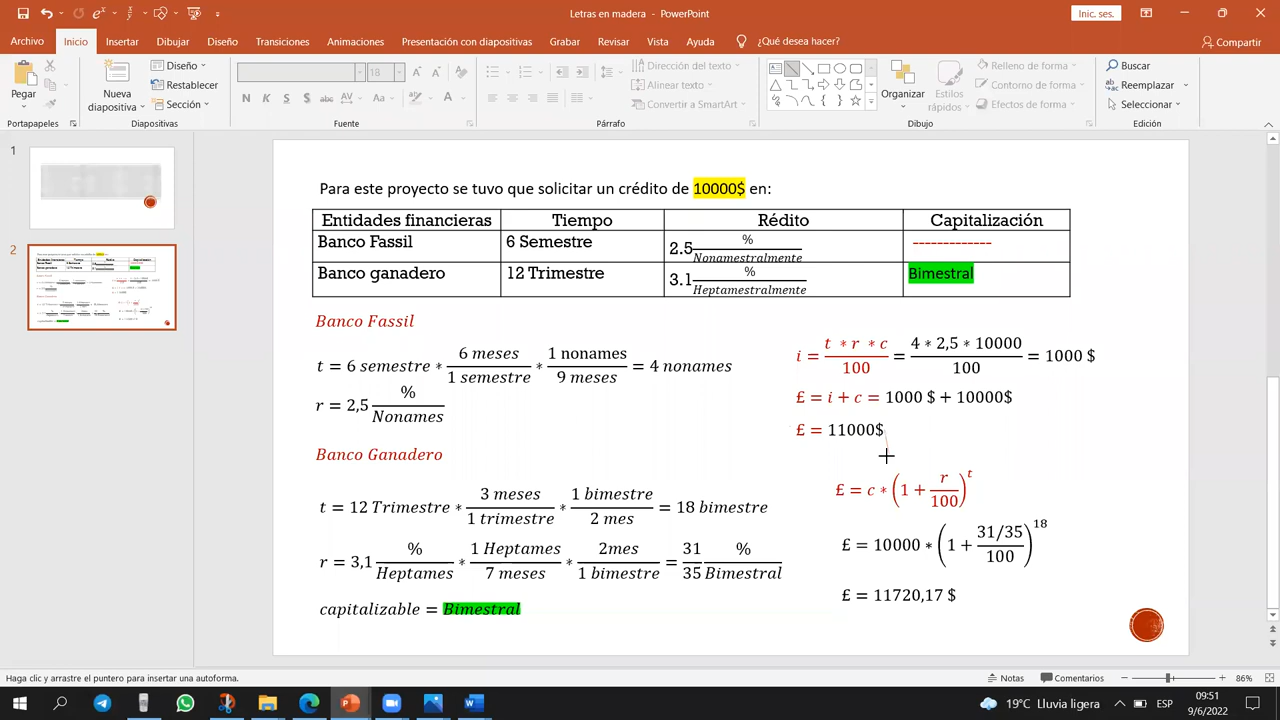 Letras en madera - PowerPoint
Inic. ses.
Archivo Inicio Insertar Dibujar Diseño Transiciones Animaciones Presentación con diapositivas Grabar Revisar Vista Ayuda ¿Qué desea hacer? Compartir
Pegar
Nueva diapositiva
Diseño
Restablecer
Sección
18
N K S S abc AV Aa A
Dirección del texto
Alinear texto
Convertir a SmartArt
Organizar
Estilos rápidos
Relleno de forma
Contorno de forma
Efectos de forma
Buscar
Reemplazar
Seleccionar
Portapapeles Diapositivas Fuente Párrafo Dibujo Edición
1
2
Para este proyecto se tuvo que solicitar un crédito de 10000$ en:
Entidades financieras Tiempo Rédito Capitalización
Banco Fassil 6 Semestre 2.5 %/Nonamestralmente -------------
Banco ganadero 12 Trimestre 3.1 %/Heptamestralmente Bimestral
Banco Fassil
t = 6 semestre * 6 meses/1 semestre * 1 nonames/9 meses = 4 nonames
r = 2,5 %/Nonames
i = t * r * c/100 = 4 * 2,5 * 10000/100 = 1000 $
£ = i + c = 1000 $ + 10000$
£ = 11000$
Banco Ganadero
t = 12 Trimestre * 3 meses/1 trimestre * 1 bimestre/2 mes = 18 bimestre
r = 3,1 %/Heptames * 1 Heptames/7 meses * 2mes/1 bimestre = 31/35 %/Bimestral
capitalizable = Bimestral
£ = c * (1 + r/100)^t
£ = 10000 * (1 + 31/35/100)^18
£ = 11720,17 $
Haga clic y arrastre el puntero para insertar una autoforma. Notas Comentarios 86%
19°C Lluvia ligera ESP 09:51
9/6/2022